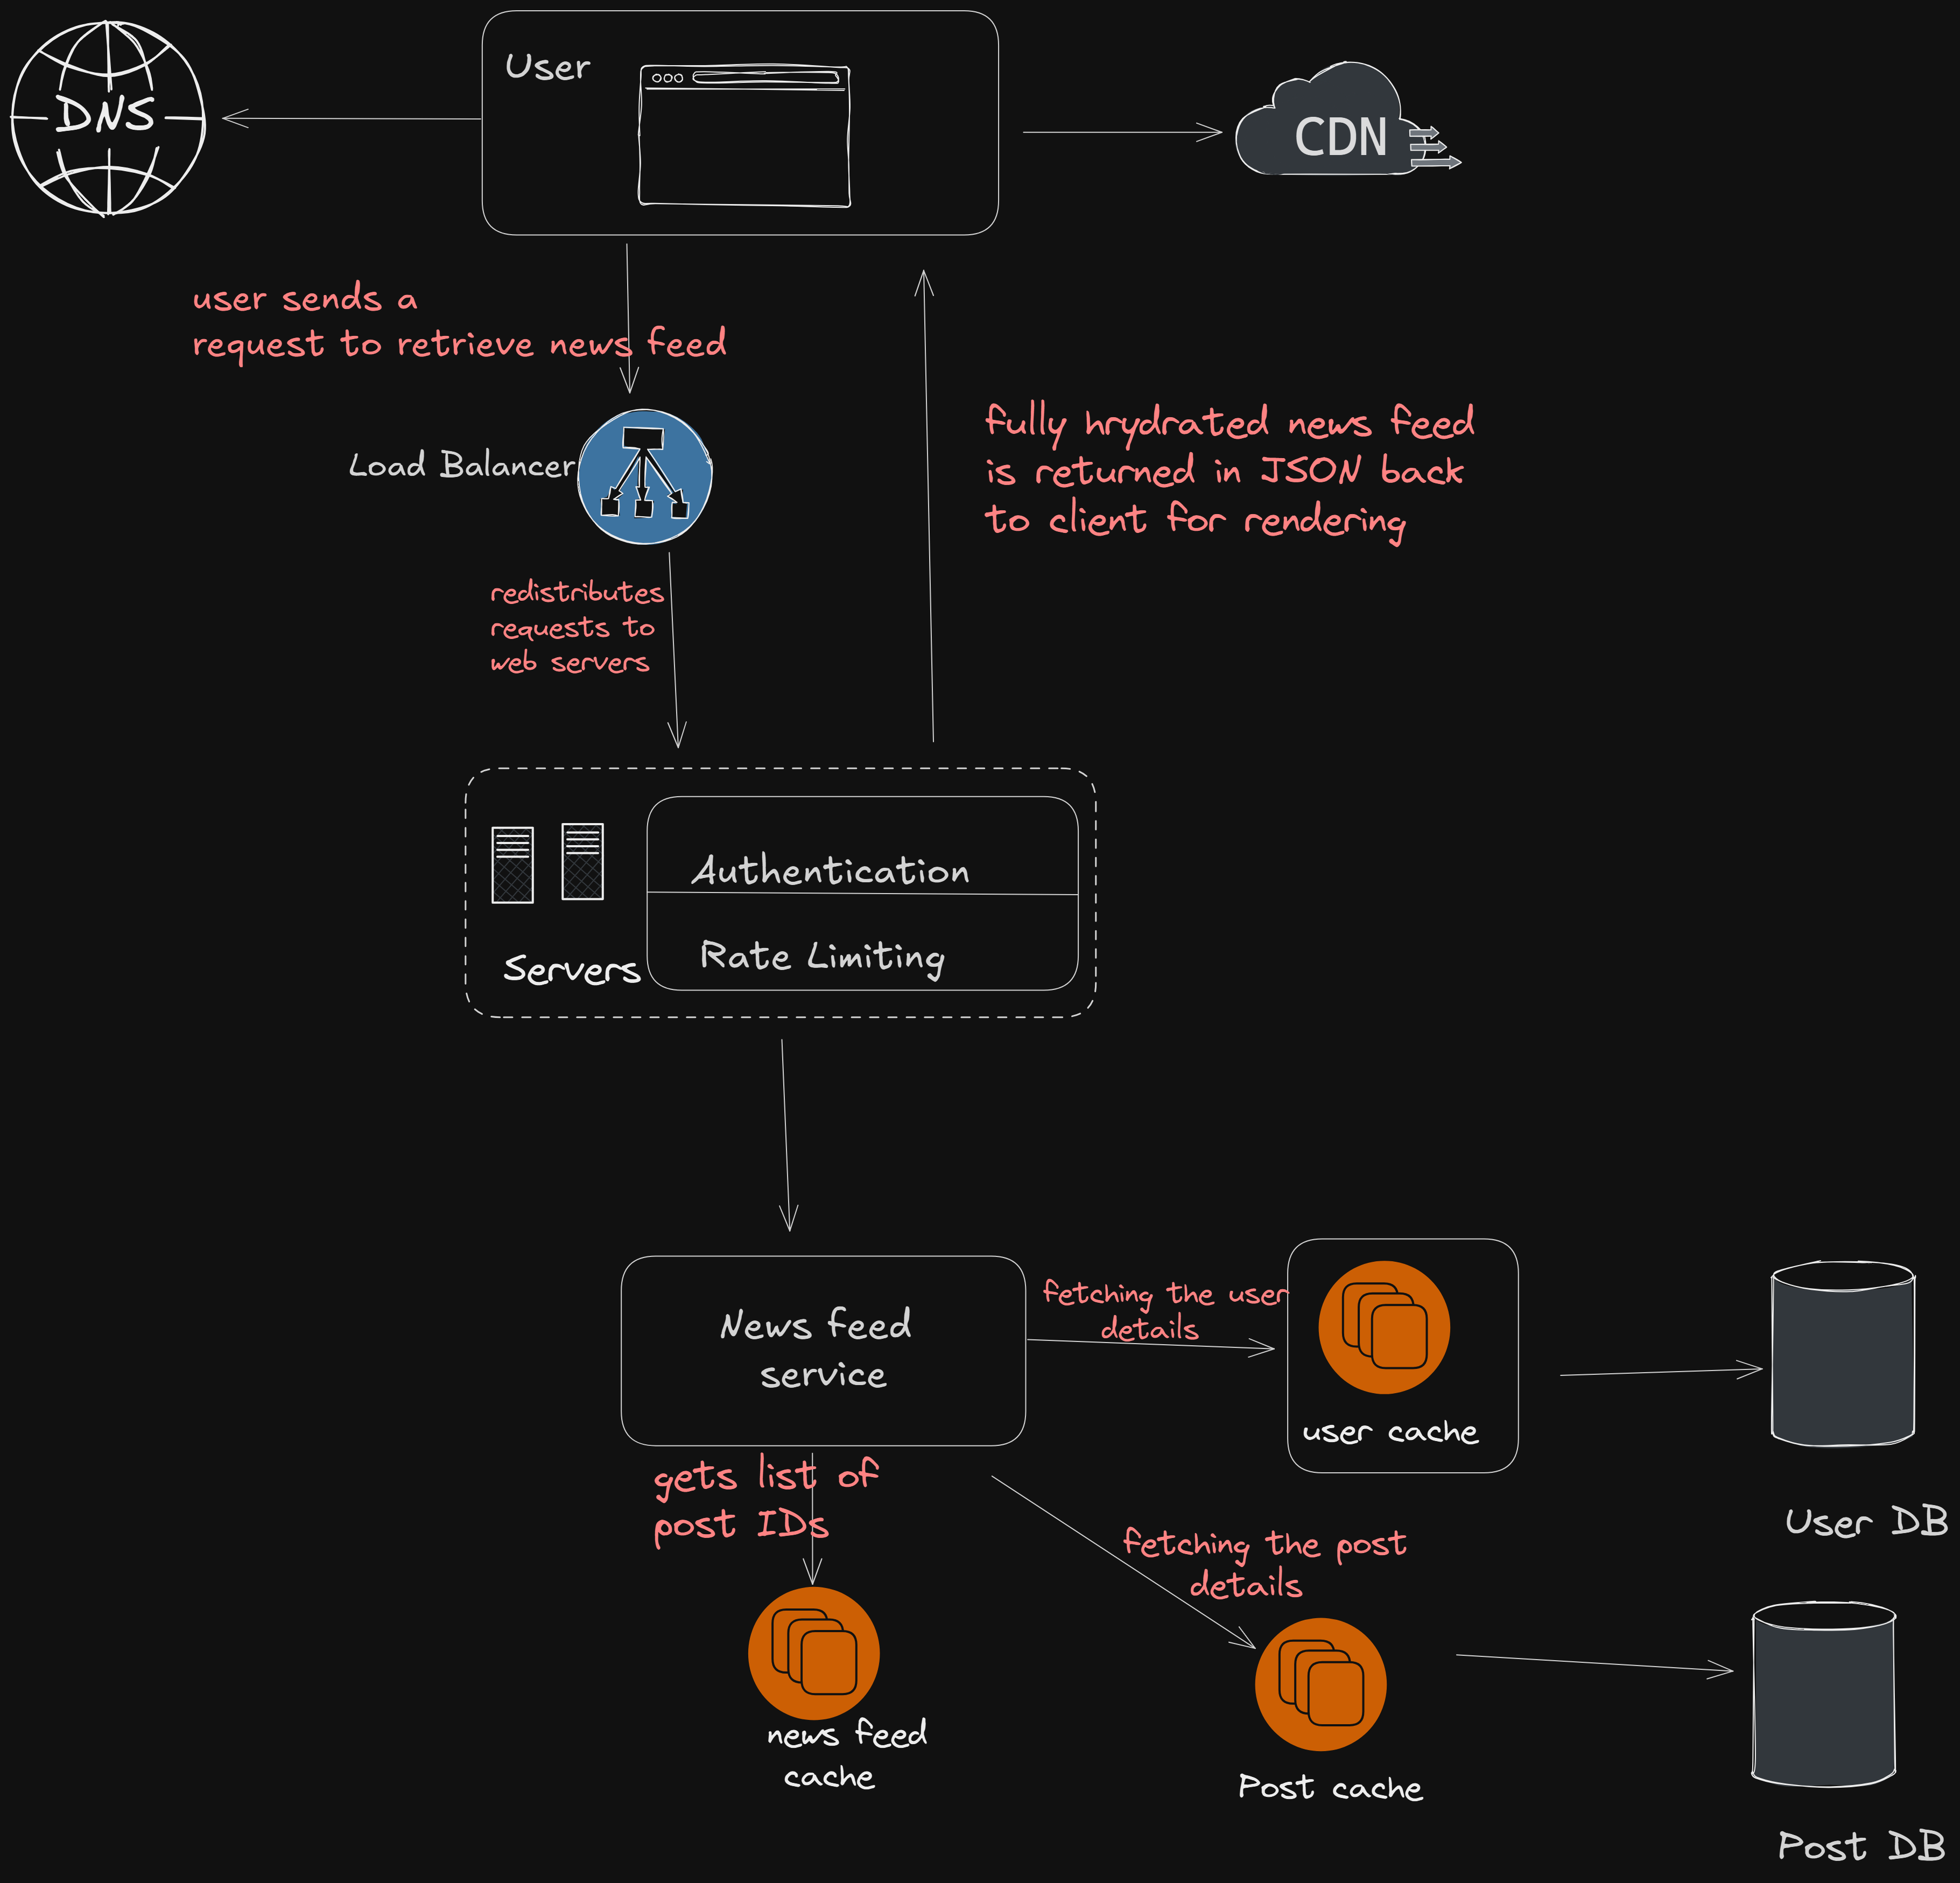 DNS
User
CDN
user sends a
request to retrieve news feed
Load Balancer
fully hrydrated news feed
is returned in JSON back
to client for rendering
redistributes
requests to
web servers
Authentication
Rate Limiting
Servers
News feed
service
fetching the user
details
user cache
User DB
gets list of
post IDs
fetching the post
details
news feed
cache
Post cache
Post DB